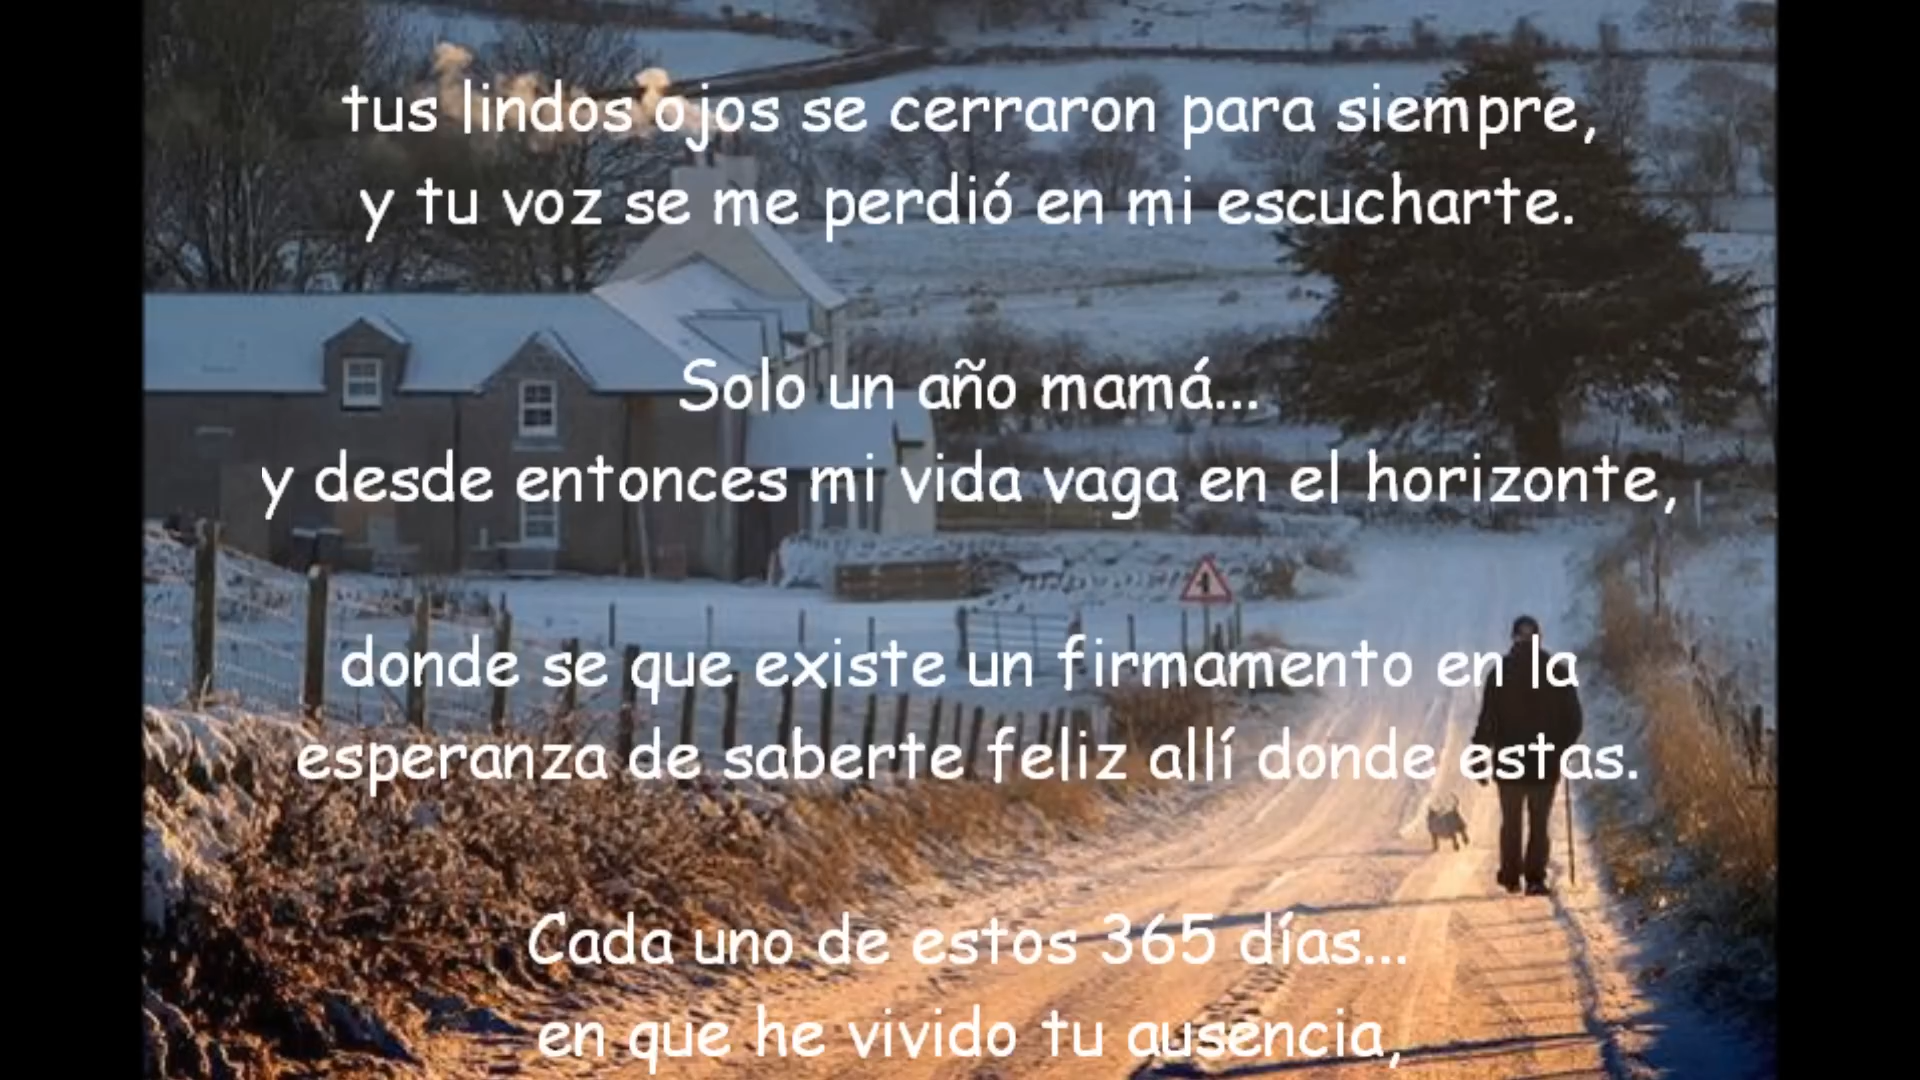 tus lindos ojos se cerraron para siempre,
y tu voz se me perdió en mi escucharte.
Solo un año mamá...
y desde entonces mi vida vaga en el horizonte,
donde se que existe un firmamento en la
esperanza de saberte feliz allí donde estas.
Cada uno de estos 365 días...
en que he vivido tu ausencia,